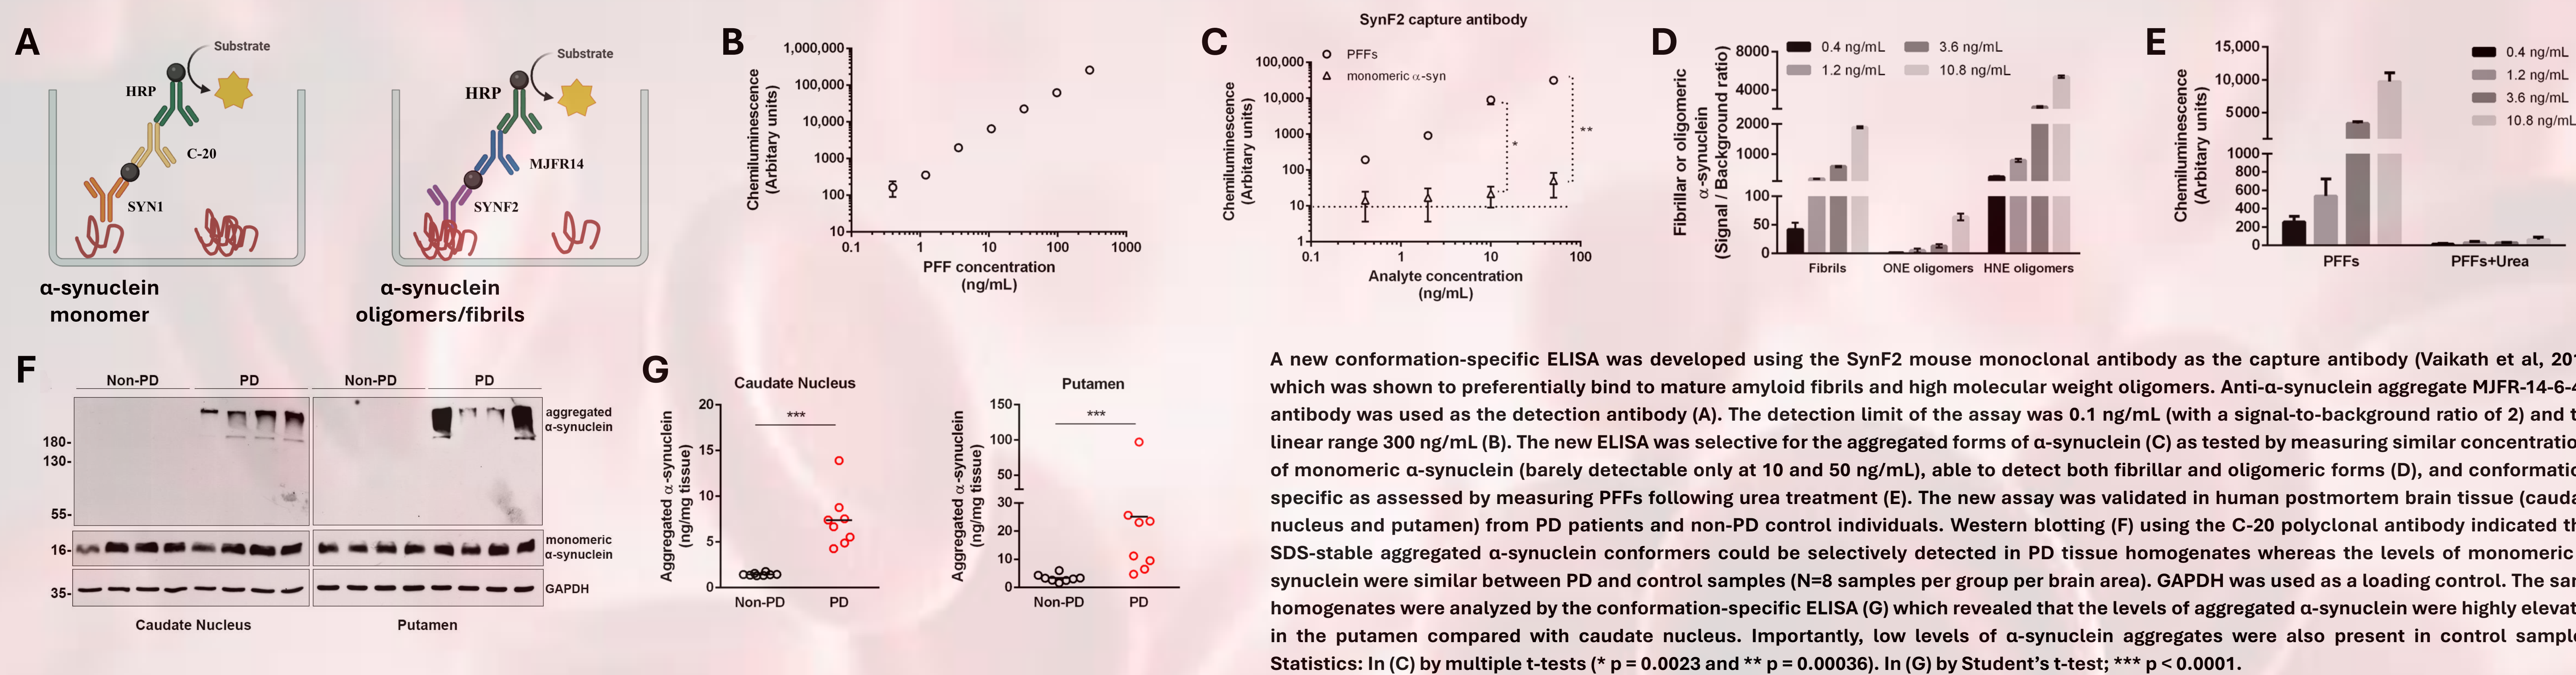 A
Substrate
HRP
C-20
SYN1
α-synuclein
monomer
Substrate
HRP
MJFR14
SYNF2
α-synuclein
oligomers/fibrils
B
Chemiluminescence
(Arbitary units)
1,000,000
100,000
10,000
1000
100
10
0.1 1 10 100 1000
PFF concentration
(ng/mL)
C
SynF2 capture antibody
PFFs
monomeric α-syn
Chemiluminescence
(Arbitary units)
100,000
10,000
1000
100
10
1
*
**
0.1 1 10 100
Analyte concentration
(ng/mL)
D
0.4 ng/mL 3.6 ng/mL
1.2 ng/mL 10.8 ng/mL
Fibrillar or oligomeric
α-synuclein
(Signal / Background ratio)
8000
4000
2000
1000
100
50
0
Fibrils ONE oligomers HNE oligomers
E
Chemiluminescence
(Arbitary units)
15,000
10,000
5000
1000
800
600
400
200
0
0.4 ng/mL
1.2 ng/mL
3.6 ng/mL
10.8 ng/mL
PFFs PFFs+Urea
F
Non-PD PD Non-PD PD
aggregated
α-synuclein
180-
130-
55-
16-
monomeric
α-synuclein
35-
GAPDH
Caudate Nucleus Putamen
G
Caudate Nucleus
Aggregated α-synuclein
(ng/mg tissue)
20
15
10
5
0
***
Non-PD PD
Putamen
Aggregated α-synuclein
(ng/mg tissue)
150
100
50
30
20
10
0
***
Non-PD PD
A new conformation-specific ELISA was developed using the SynF2 mouse monoclonal antibody as the capture antibody (Vaikath et al,
which was shown to preferentially bind to mature amyloid fibrils and high molecular weight oligomers. Anti-α-synuclein aggregate MJFR-14-6-4
antibody was used as the detection antibody (A). The detection limit of the assay was 0.1 ng/mL (with a signal-to-background ratio of 2) and
linear range 300 ng/mL (B). The new ELISA was selective for the aggregated forms of α-synuclein (C) as tested by measuring similar concentratio
of monomeric α-synuclein (barely detectable only at 10 and 50 ng/mL), able to detect both fibrillar and oligomeric forms (D), and conformatio
specific as assessed by measuring PFFs following urea treatment (E). The new assay was validated in human postmortem brain tissue (cauda
nucleus and putamen) from PD patients and non-PD control individuals. Western blotting (F) using the C-20 polyclonal antibody indicated th
SDS-stable aggregated α-synuclein conformers could be selectively detected in PD tissue homogenates whereas the levels of monomeric
synuclein were similar between PD and control samples (N=8 samples per group per brain area). GAPDH was used as a loading control. The sa
homogenates were analyzed by the conformation-specific ELISA (G) which revealed that the levels of aggregated α-synuclein were highly elevat
in the putamen compared with caudate nucleus. Importantly, low levels of α-synuclein aggregates were also present in control sampl
Statistics: In (C) by multiple t-tests (* p = 0.0023 and ** p = 0.00036). In (G) by Student’s t-test; *** p < 0.0001.